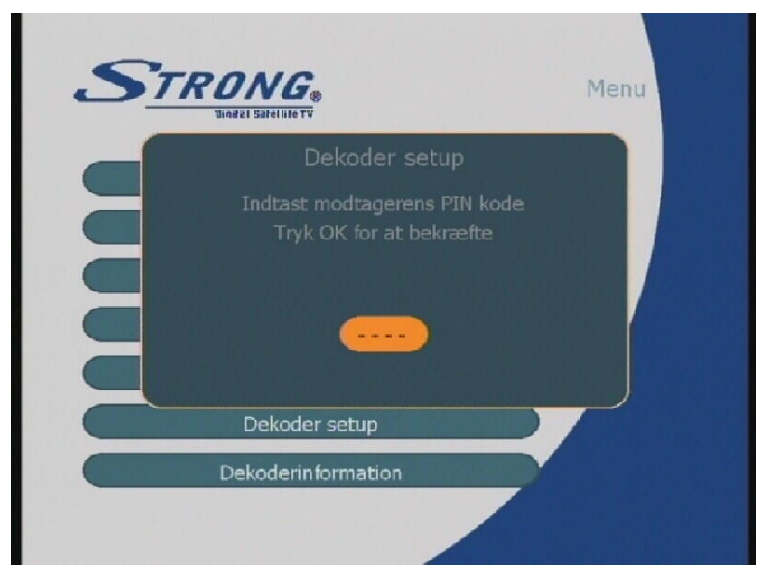 STRONG®
Digital Satellite TV
Menu
Dekoder setup
Indtast modtagerens PIN kode
Tryk OK for at bekræfte
----
Dekoder setup
Dekoderinformation